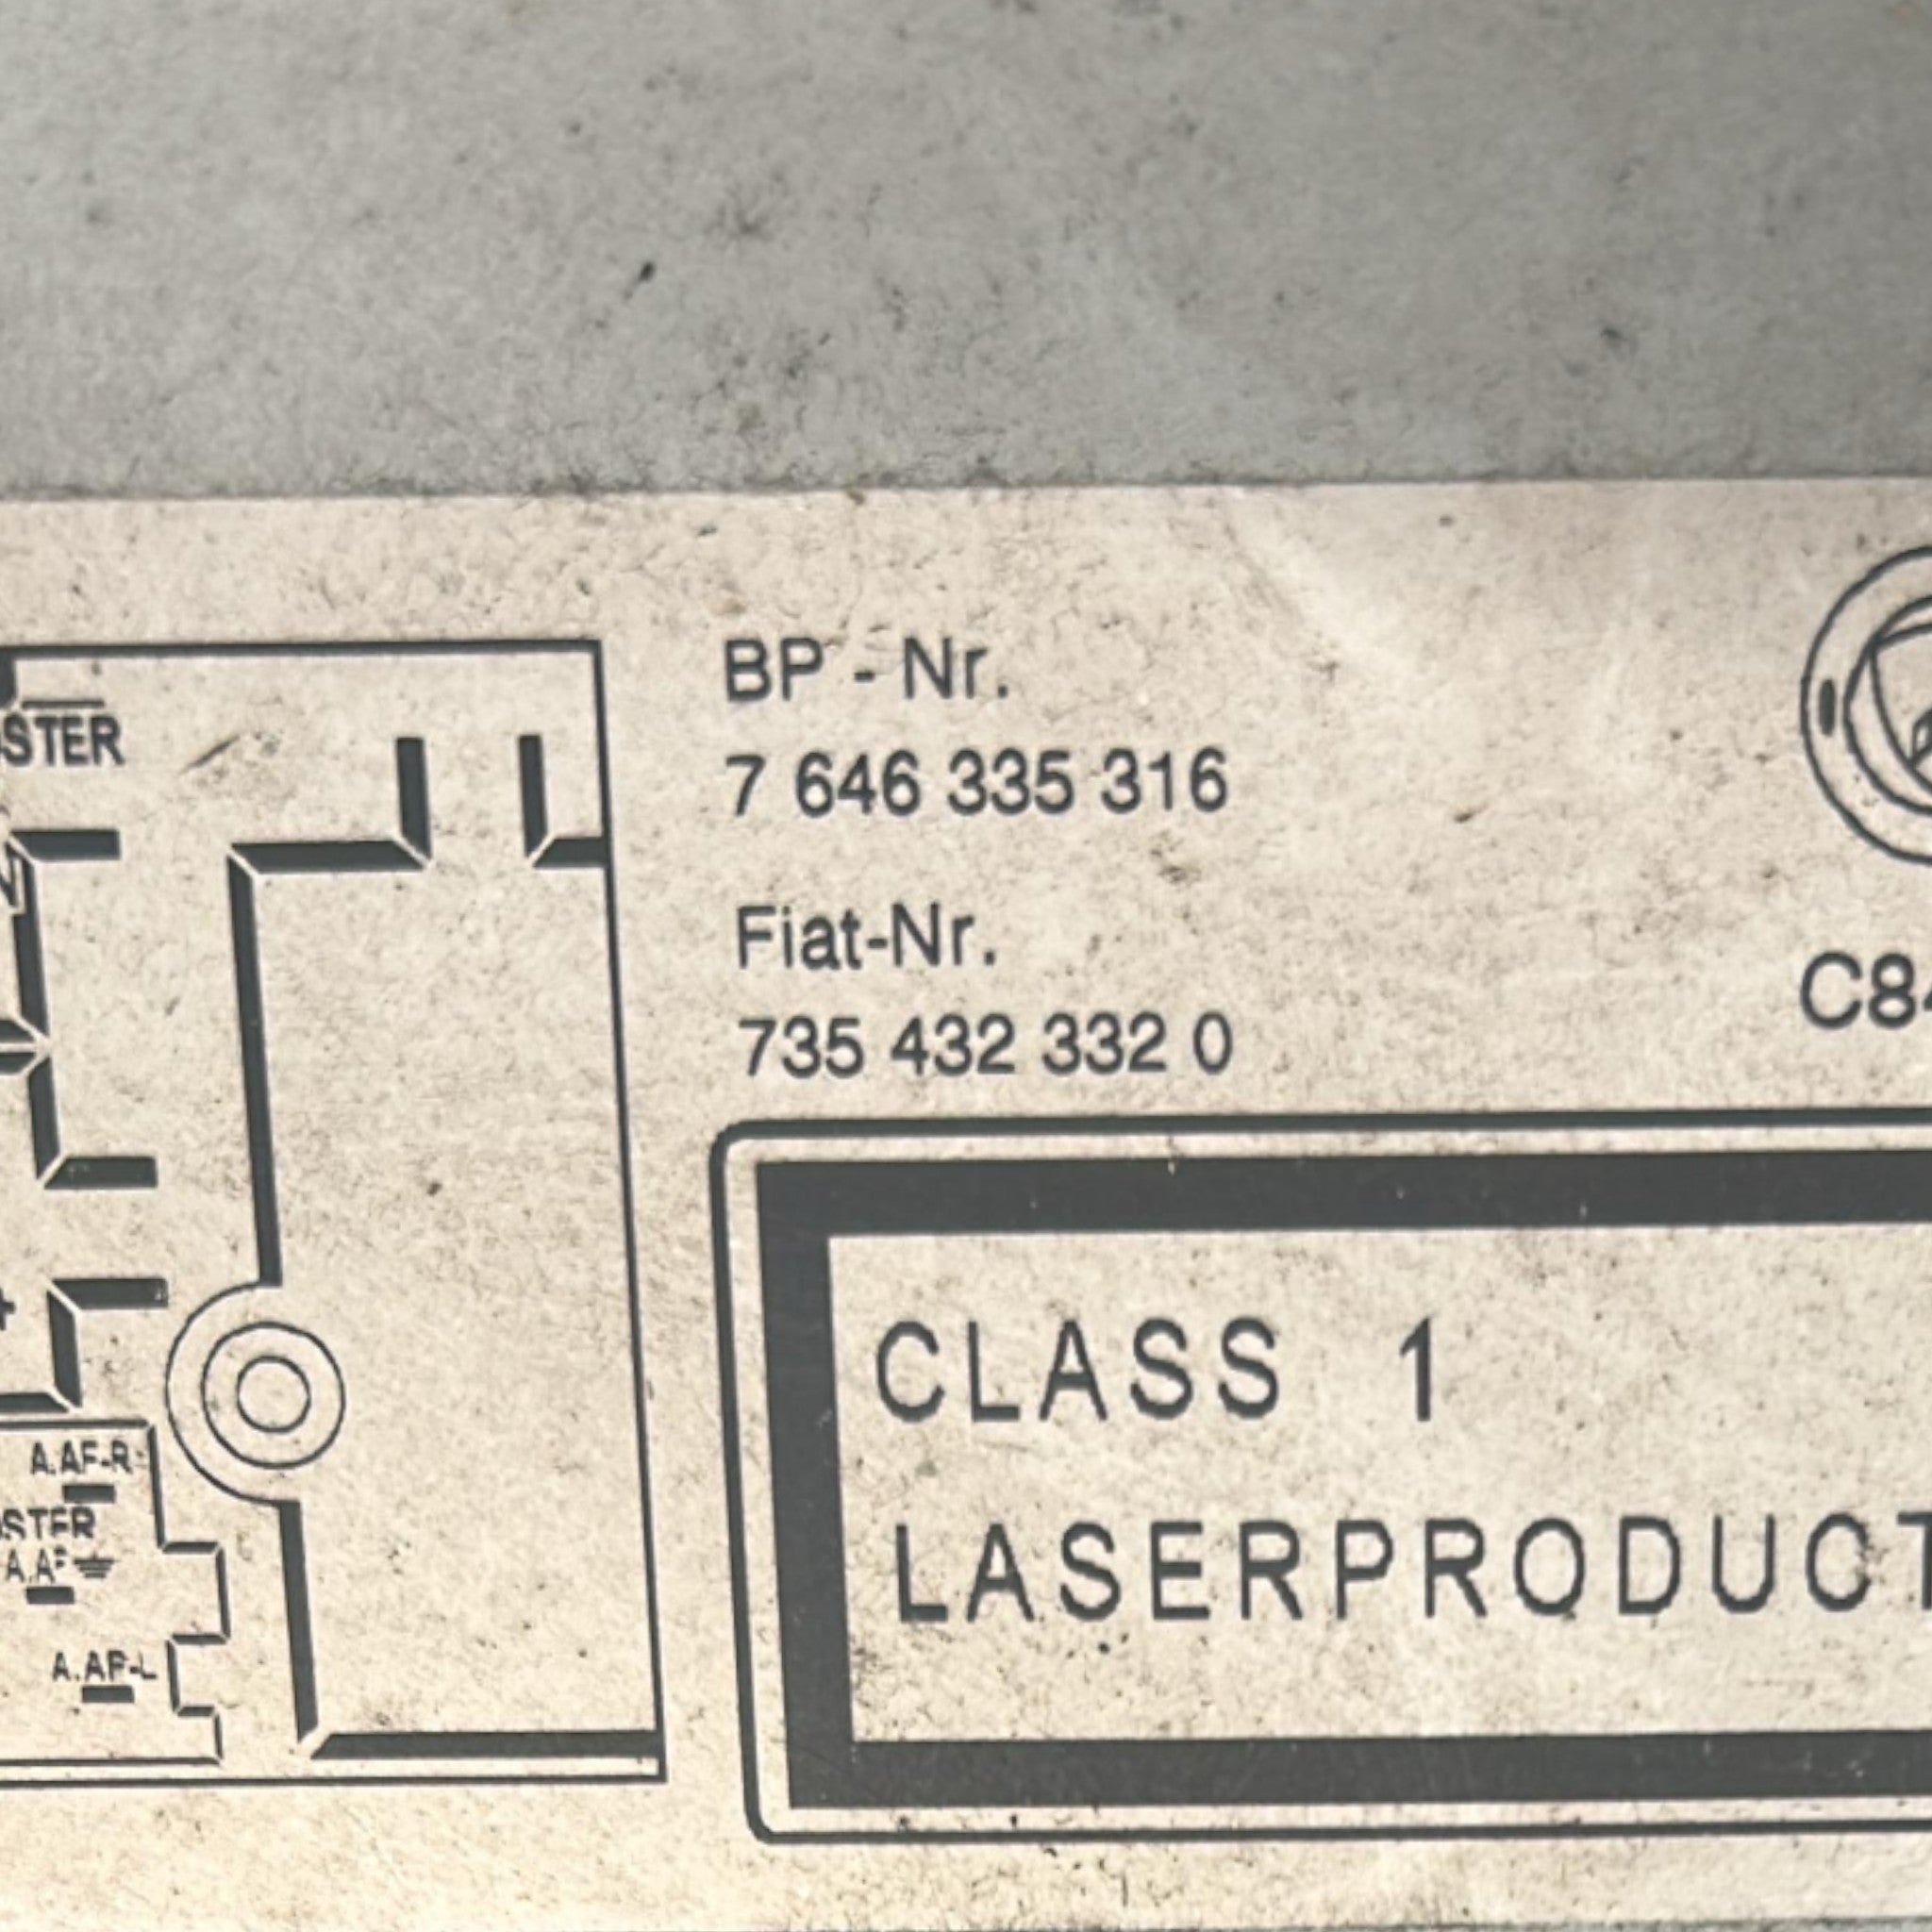 BP - Nr.
7 646 335 316
Fiat-Nr.
735 432 332 0
CLASS 1
LASERPRODUCT
A.AF-R
A.AF
A.AF-L